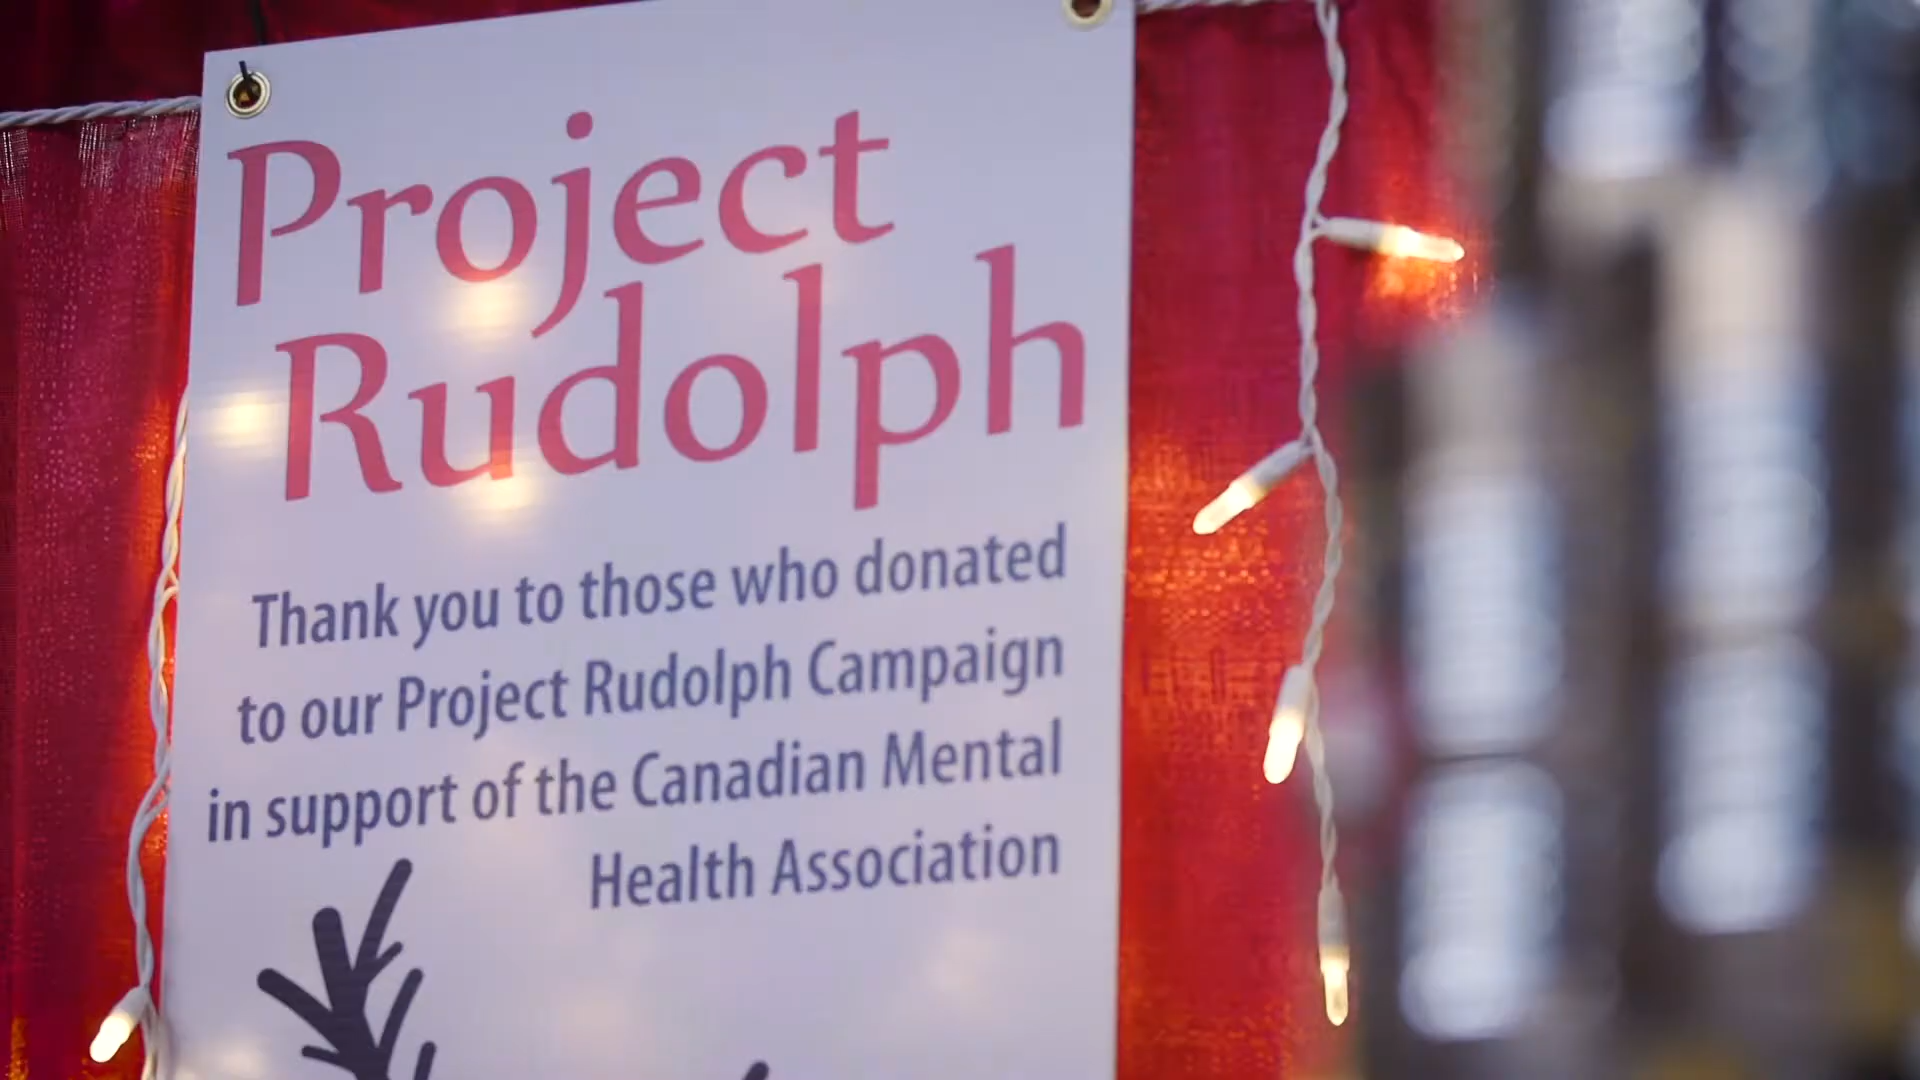 Project
Rudolph
Thank you to those who donated
to our Project Rudolph Campaign
in support of the Canadian Mental
Health Association